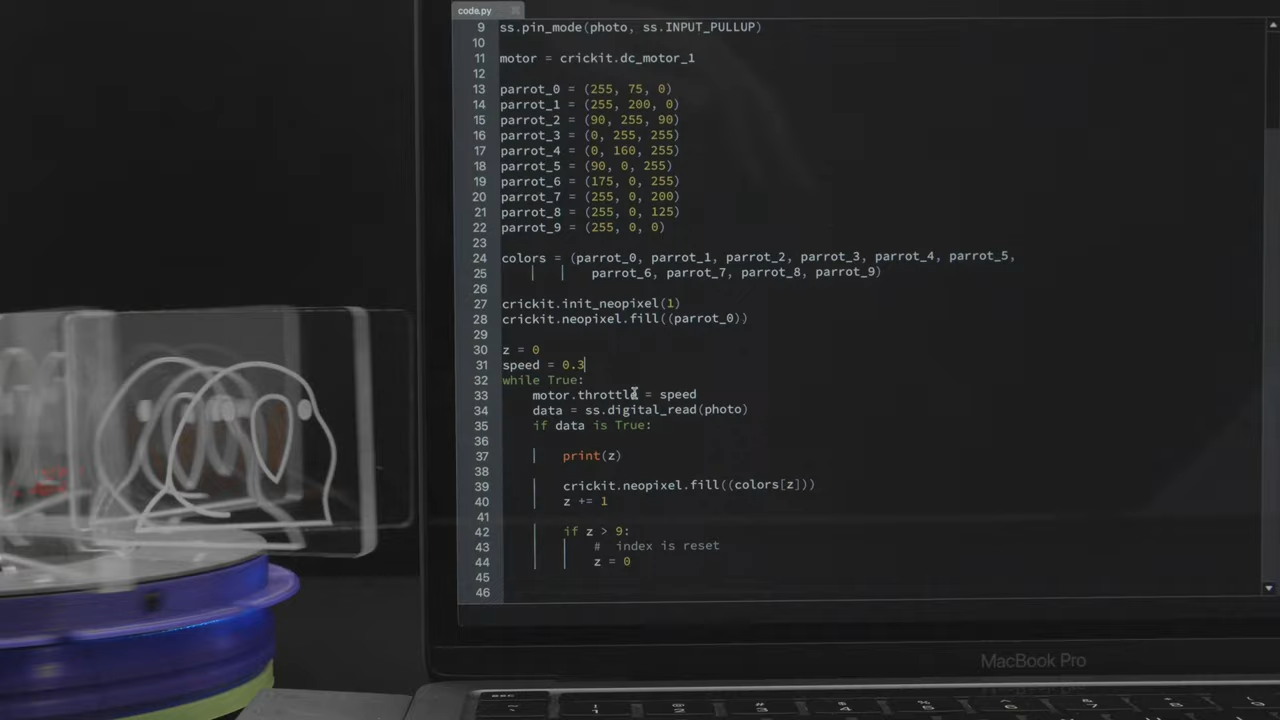 code.py
9 ss.pin_mode(photo, ss.INPUT_PULLUP)
10
11 motor = crickit.dc_motor_1
12
13 parrot_0 = (255, 75, 0)
14 parrot_1 = (255, 200, 0)
15 parrot_2 = (90, 255, 90)
16 parrot_3 = (0, 255, 255)
17 parrot_4 = (0, 160, 255)
18 parrot_5 = (90, 0, 255)
19 parrot_6 = (175, 0, 255)
20 parrot_7 = (255, 0, 200)
21 parrot_8 = (255, 0, 125)
22 parrot_9 = (255, 0, 0)
23
24 colors = (parrot_0, parrot_1, parrot_2, parrot_3, parrot_4, parrot_5,
25 parrot_6, parrot_7, parrot_8, parrot_9)
26
27 crickit.init_neopixel(1)
28 crickit.neopixel.fill((parrot_0))
29
30 z = 0
31 speed = 0.3
32 while True:
33 motor.throttle = speed
34 data = ss.digital_read(photo)
35 if data is True:
36
37 print(z)
38
39 crickit.neopixel.fill((colors[z]))
40 z += 1
41
42 if z > 9:
43 # index is reset
44 z = 0
45
46
MacBook Pro
esc